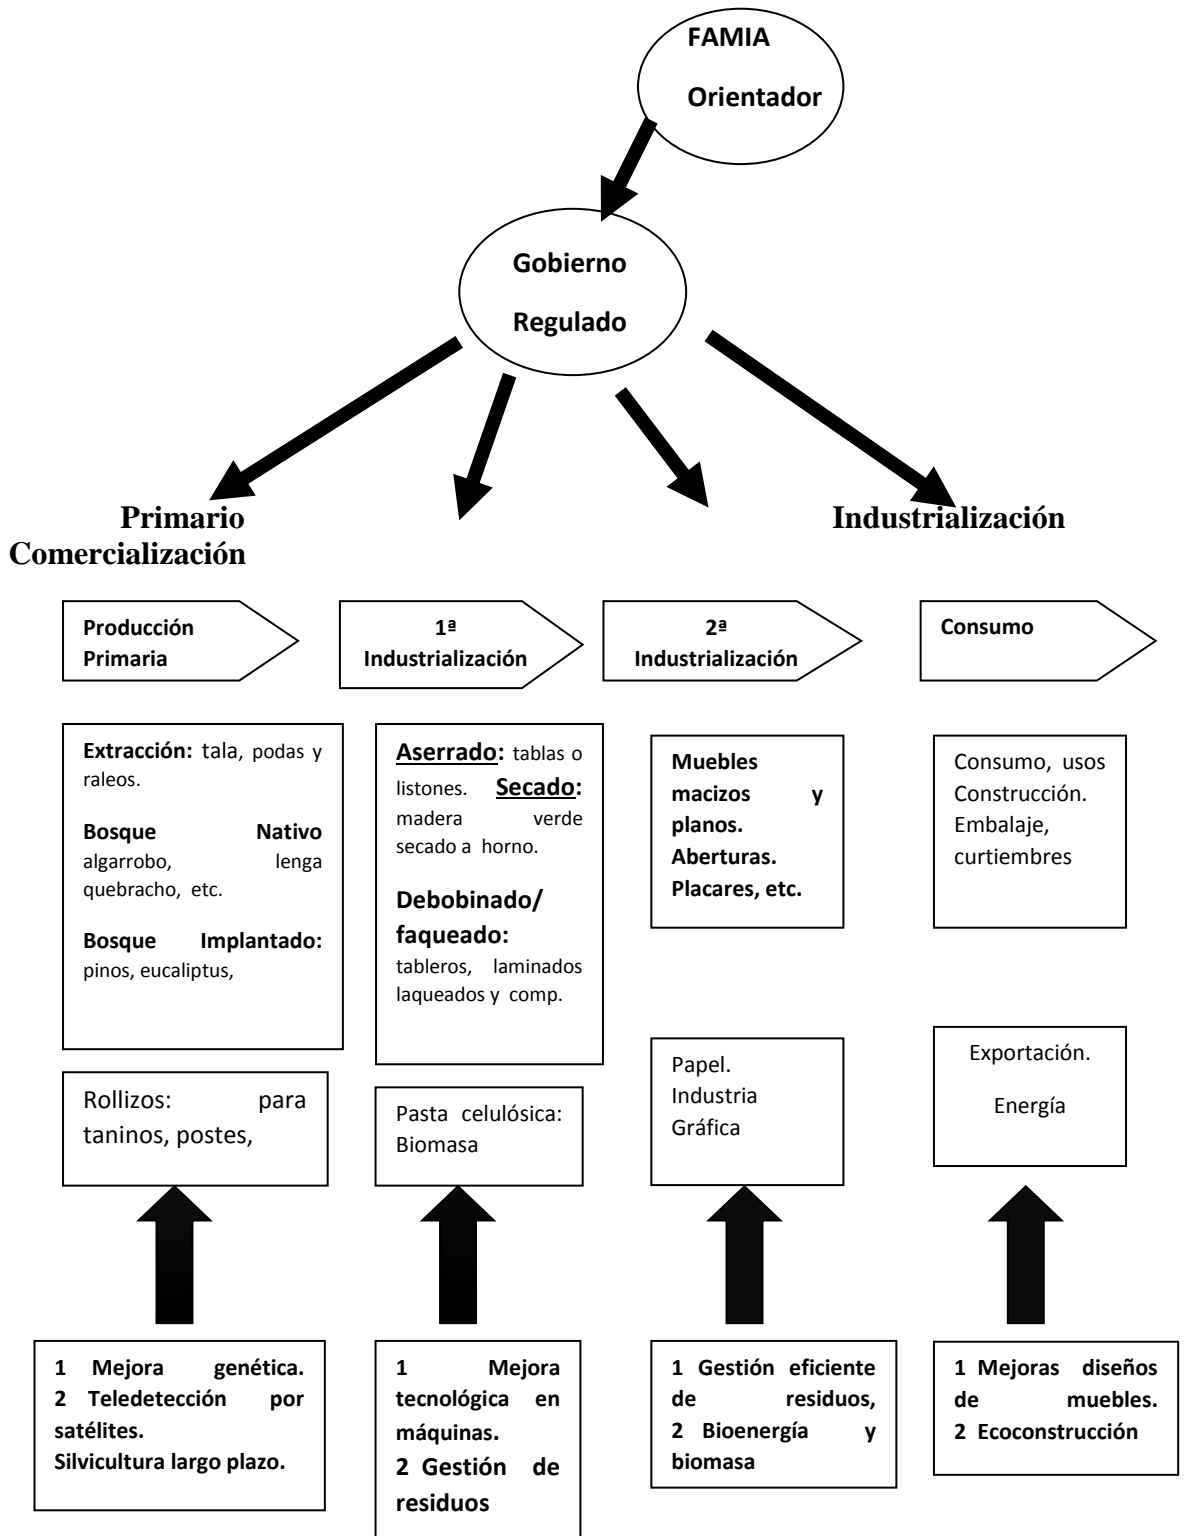 FAMIA
Orientador
Gobierno
Regulado
Primario
Industrialización
Comercialización
Producción
Primaria
1ª
Industrialización
2ª
Industrialización
Consumo
Extracción: tala, podas y
raleos.
Bosque Nativo
algarrobo, lenga
quebracho, etc.
Bosque Implantado:
pinos, eucaliptus,
Aserrado: tablas o
listones. Secado:
madera verde
secado a horno.
Debobinado/
faqueado:
tableros, laminados
laqueados y comp.
Muebles
macizos y
planos.
Aberturas.
Placares, etc.
Consumo, usos
Construcción.
Embalaje,
curtiembres
Rollizos: para
taninos, postes,
Pasta celulósica:
Biomasa
Papel.
Industria
Gráfica
Exportación.
Energía
1 Mejora genética.
2 Teledetección por
satélites.
Silvicultura largo plazo.
1 Mejora
tecnológica en
máquinas.
2 Gestión de
residuos
1 Gestión eficiente
de residuos,
2 Bioenergía y
biomasa
1 Mejoras diseños
de muebles.
2 Ecoconstrucción